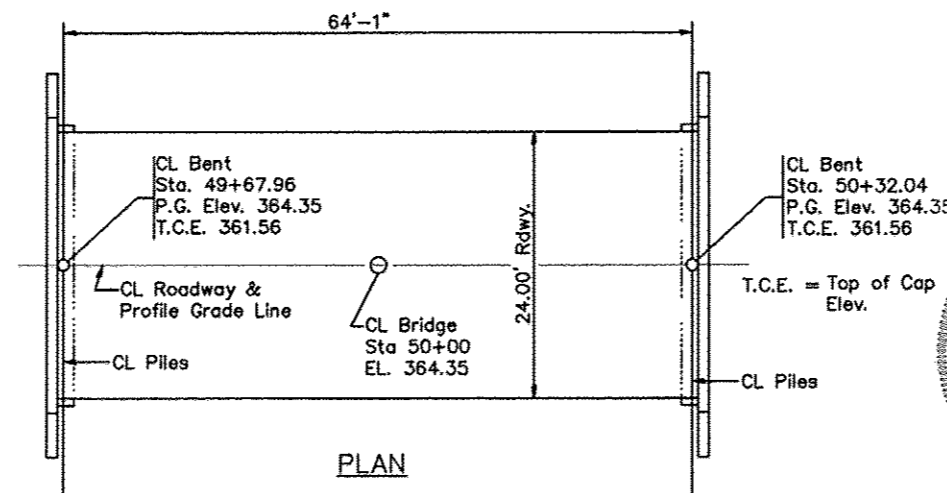 64'-1"
CL Bent
Sta. 49+67.96
P.G. Elev. 364.35
T.C.E. 361.56
CL Bent
Sta. 50+32.04
P.G. Elev. 364.35
T.C.E. 361.56
24.00' Rdwy.
CL Roadway &
Profile Grade Line
T.C.E. = Top of Cap
Elev.
CL Bridge
Sta 50+00
EL. 364.35
CL Piles
CL Piles
PLAN